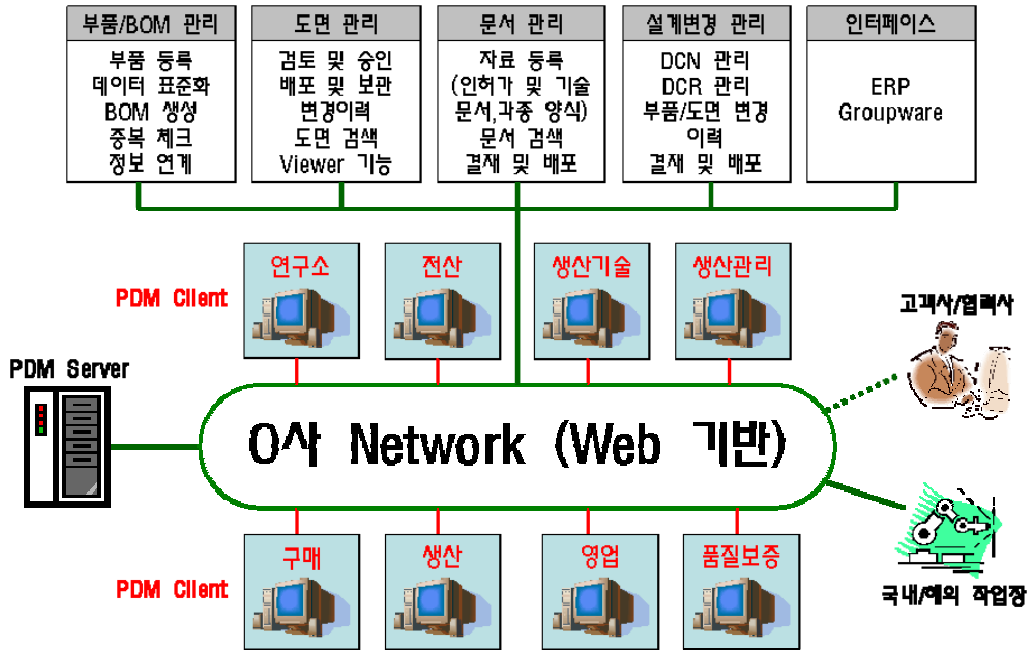 부품/BOM 관리
부품 등록
데이터 표준화
BOM 생성
중복 체크
정보 연계
도면 관리
검토 및 승인
배포 및 보관
변경이력
도면 검색
Viewer 기능
문서 관리
자료 등록
(인허가 및 기술
문서,각종 양식)
문서 검색
결재 및 배포
설계변경 관리
DCN 관리
DCR 관리
부품/도면 변경
이력
결재 및 배포
인터페이스
ERP
Groupware
PDM Client
연구소
전산
생산기술
생산관리
고객사/협력사
PDM Server
O사 Network (Web 기반)
PDM Client
구매
생산
영업
품질보증
국내/해외 작업장